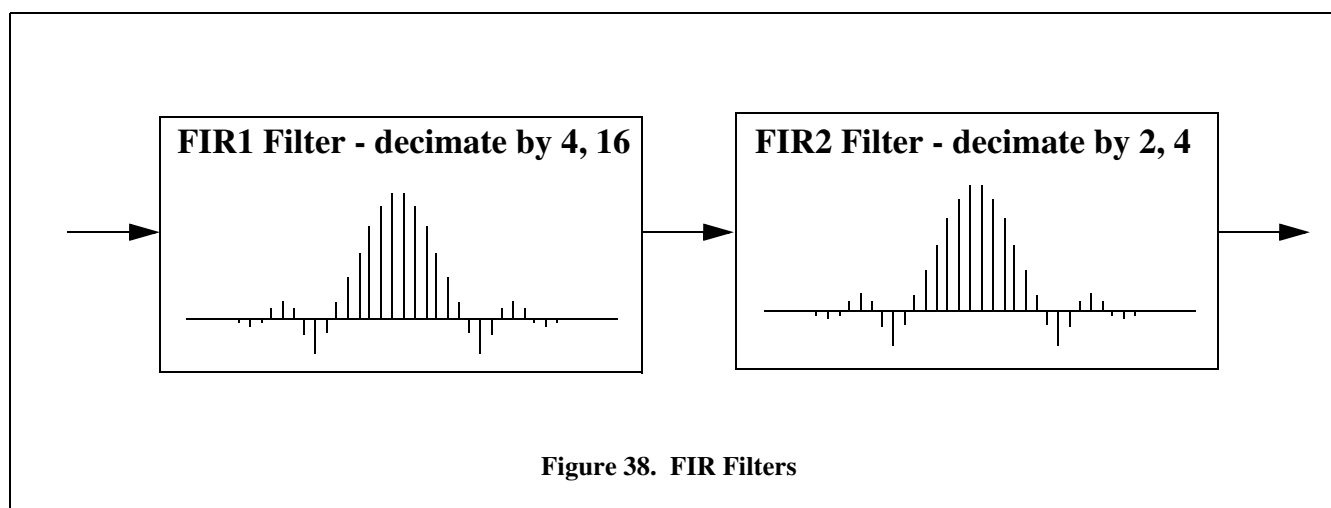 FIR1 Filter - decimate by 4, 16
FIR2 Filter - decimate by 2, 4
Figure 38. FIR Filters